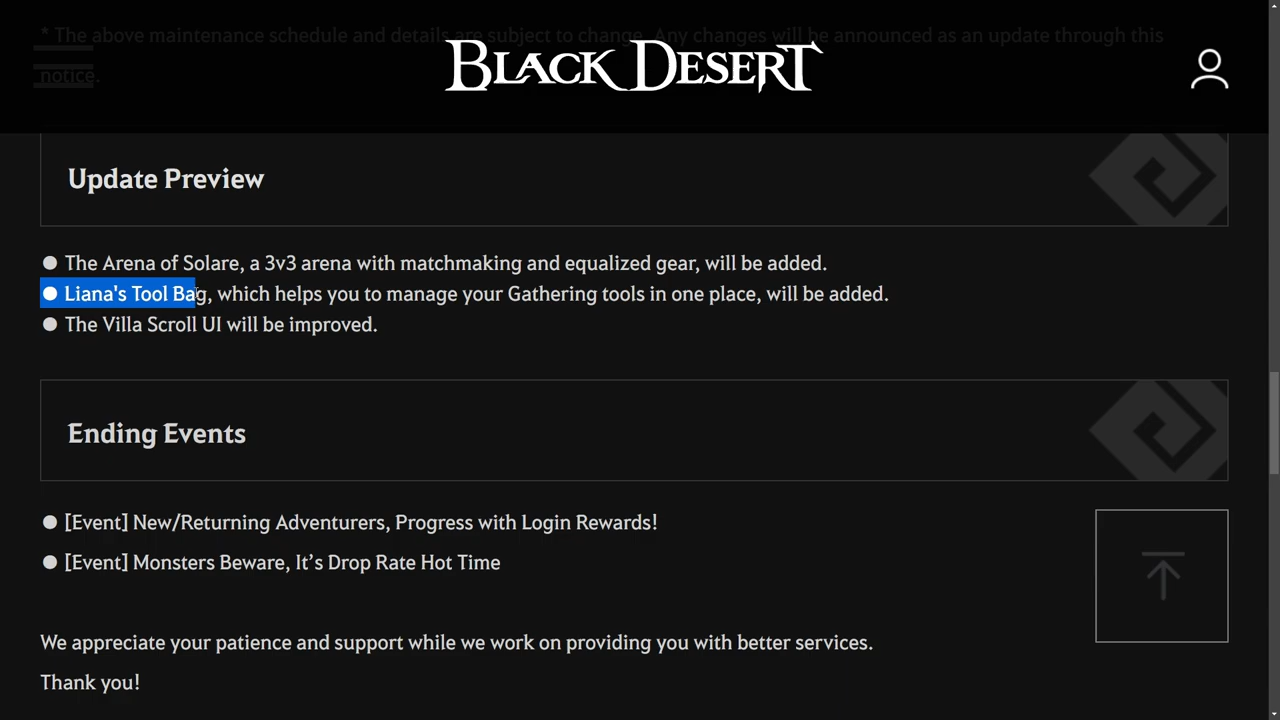 * The above maintenance schedule and details are subject to change. Any changes will be announced as an update through this
notice.
BLACK DESERT
Update Preview
● The Arena of Solare, a 3v3 arena with matchmaking and equalized gear, will be added.
● Liana's Tool Bag, which helps you to manage your Gathering tools in one place, will be added.
● The Villa Scroll UI will be improved.
Ending Events
● [Event] New/Returning Adventurers, Progress with Login Rewards!
● [Event] Monsters Beware, It’s Drop Rate Hot Time
We appreciate your patience and support while we work on providing you with better services.
Thank you!